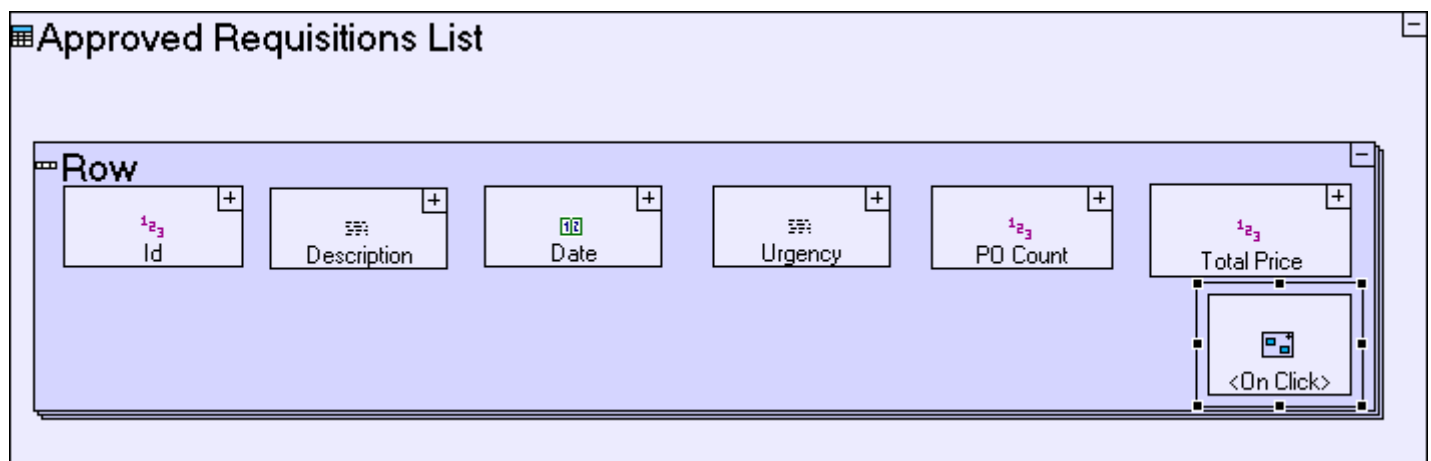 Approved Requisitions List
Row
Id
Description
Date
Urgency
PO Count
Total Price
<On Click>